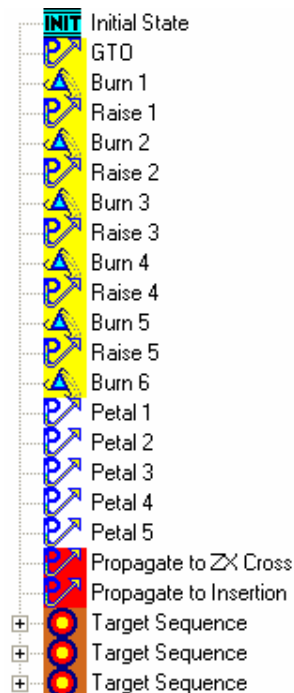 INIT Initial State
GTO
Burn 1
Raise 1
Burn 2
Raise 2
Burn 3
Raise 3
Burn 4
Raise 4
Burn 5
Raise 5
Burn 6
Petal 1
Petal 2
Petal 3
Petal 4
Petal 5
Propagate to ZX Cross
Propagate to Insertion
Target Sequence
Target Sequence
Target Sequence